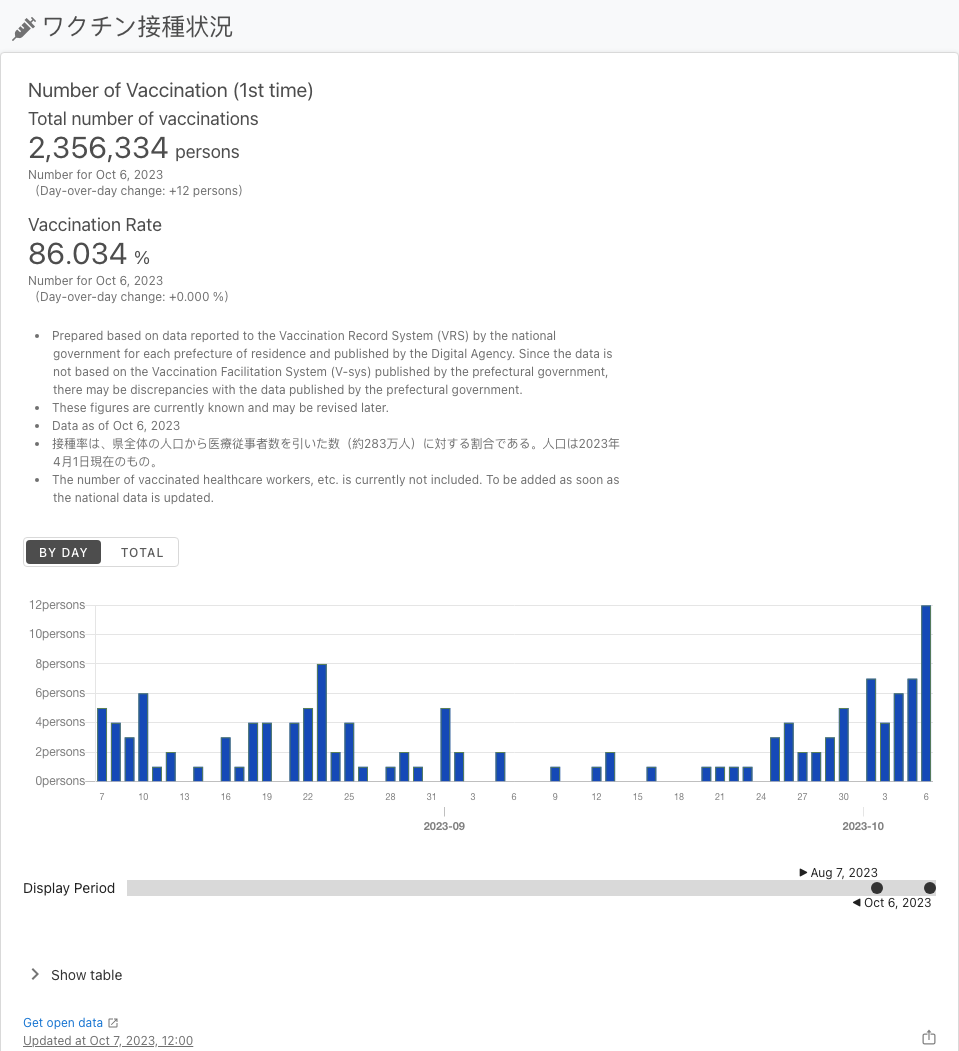 ワクチン接種状況
Number of Vaccination (1st time)
Total number of vaccinations
2,356,334 persons
Number for Oct 6, 2023
(Day-over-day change: +12 persons)
Vaccination Rate
86.034 %
Number for Oct 6, 2023
(Day-over-day change: +0.000 %)
• Prepared based on data reported to the Vaccination Record System (VRS) by the national
government for each prefecture of residence and published by the Digital Agency. Since the data is
not based on the Vaccination Facilitation System (V-sys) published by the prefectural government,
there may be discrepancies with the data published by the prefectural government.
• These figures are currently known and may be revised later.
• Data as of Oct 6, 2023
• 接種率は、県全体の人口から医療従事者数を引いた数（約283万人）に対する割合である。人口は2023年
4月1日現在のもの。
• The number of vaccinated healthcare workers, etc. is currently not included. To be added as soon as
the national data is updated.
BY DAY TOTAL
12persons
10persons
8persons
6persons
4persons
2persons
0persons
7 10 13 16 19 22 25 28 31 3 6 9 12 15 18 21 24 27 30 3 6
2023-09 2023-10
Aug 7, 2023
Display Period
Oct 6, 2023
Show table
Get open data
Updated at Oct 7, 2023, 12:00